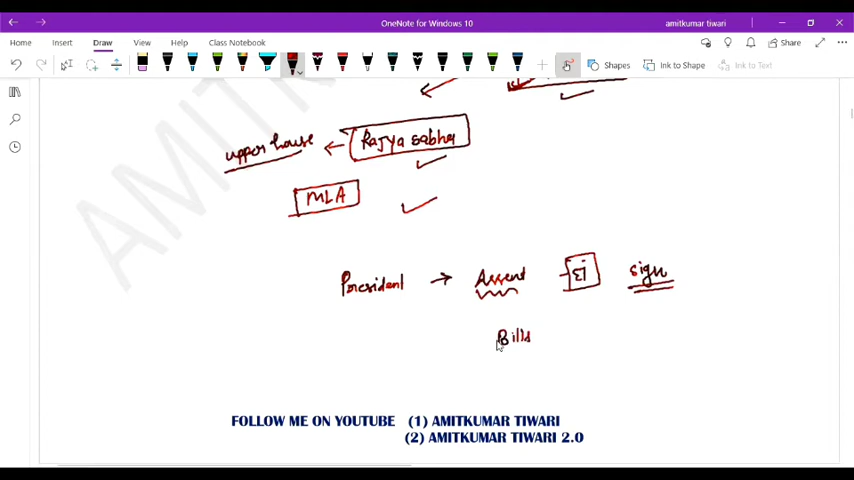 OneNote for Windows 10
amitkumar tiwari
Home Insert Draw View Help Class Notebook
Share
Shapes Ink to Shape Ink to Text
AMITK
upper house ← Rajya sabha
MLA
President → Assent हाँ sign
Bills
FOLLOW ME ON YOUTUBE (1) AMITKUMAR TIWARI
(2) AMITKUMAR TIWARI 2.0